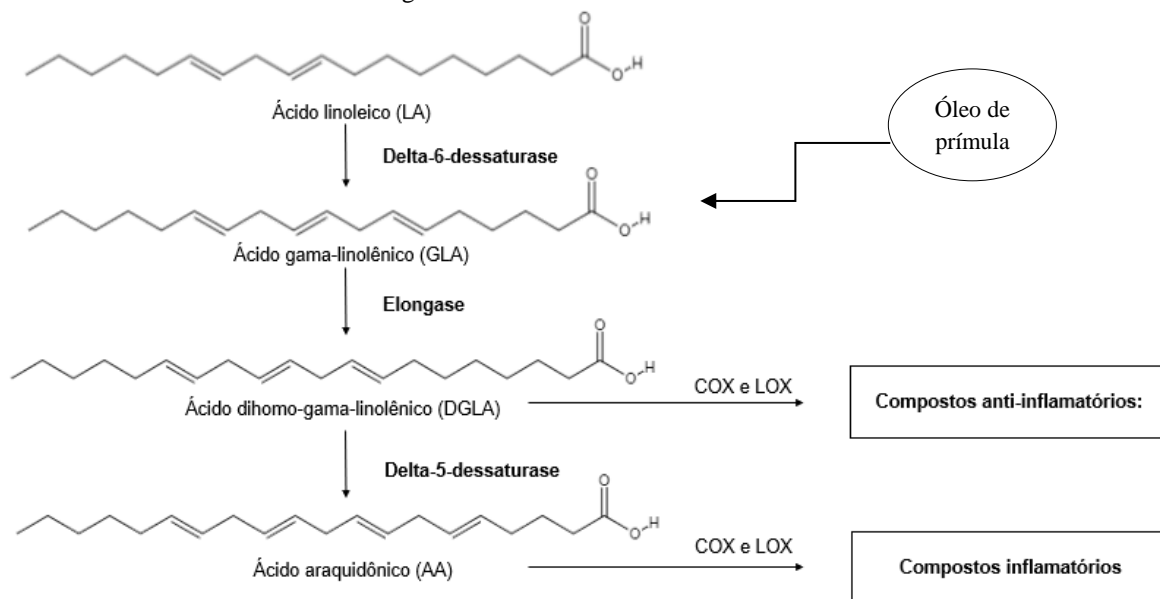 Ácido linoleico (LA)
Óleo de
prímula
Delta-6-dessaturase
Ácido gama-linolênico (GLA)
Elongase
Ácido dihomo-gama-linolênico (DGLA)
COX e LOX
Compostos anti-inflamatórios:
Delta-5-dessaturase
Ácido araquidônico (AA)
COX e LOX
Compostos inflamatórios
O
O
H
O
O
H
O
O
H
O
O
H